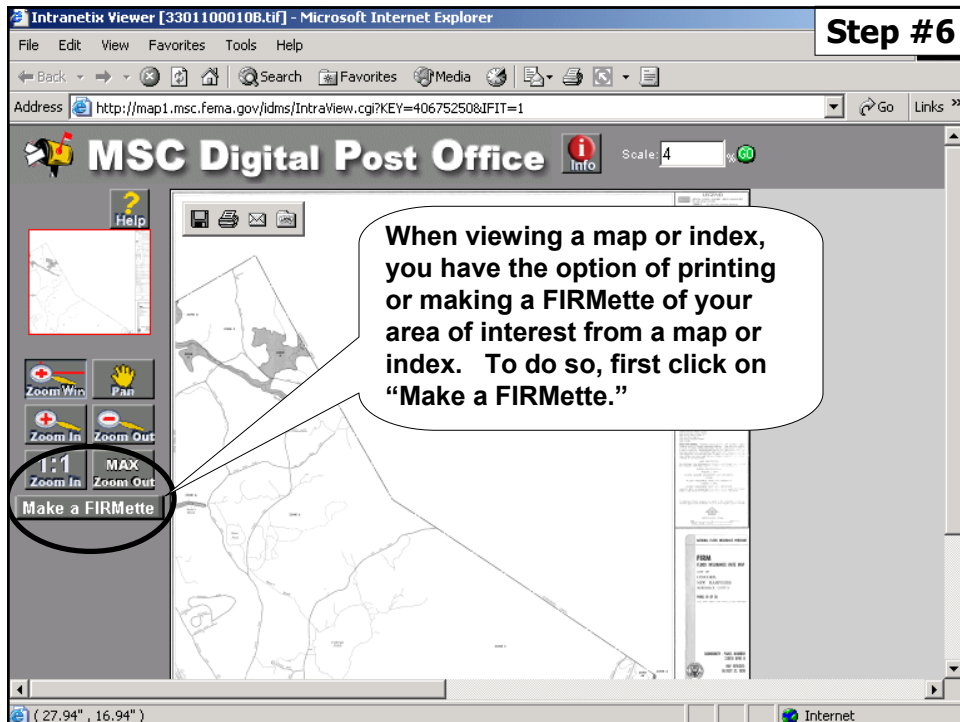 Intranetix Viewer [3301100010B.tif] - Microsoft Internet Explorer
Step #6
File Edit View Favorites Tools Help
Back Search Favorites Media
Address http://map1.msc.fema.gov/idms/IntraView.cgi?KEY=40675250&IFIT=1 Go Links »
MSC Digital Post Office Info Scale: 4 % GO
Help
When viewing a map or index,
you have the option of printing
or making a FIRMette of your
area of interest from a map or
index. To do so, first click on
“Make a FIRMette.”
Zoom Win Pan
Zoom In Zoom Out
1:1 Zoom In MAX Zoom Out
Make a FIRMette
FIRM
FLOOD INSURANCE RATE MAP
( 27.94" , 16.94" ) Internet